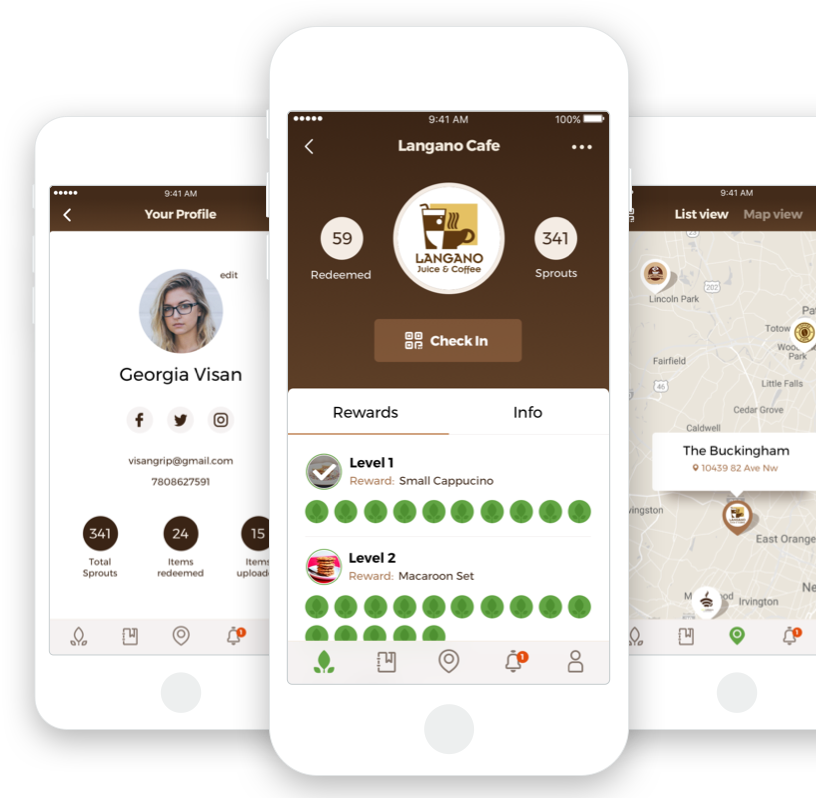 9:41 AM
Your Profile
edit
Georgia Visan
visangrip@gmail.com
7808627591
341
24
15
Total
Sprouts
Items
redeemed
Items
upload
1
9:41 AM
100%
Langano Cafe
59
Redeemed
LANGANO
Juice & Coffee
341
Sprouts
Check In
Rewards
Info
Level 1
Reward: Small Cappucino
Level 2
Reward: Macaroon Set
1
9:41 AM
List view
Map view
202
Lincoln Park
Pat
Totow
Fairfield
Park
46
Little Falls
Cedar Grove
Caldwell
The Buckingham
10439 82 Ave Nw
vingston
LANGANO
East Orange
Irvington
Ne
1